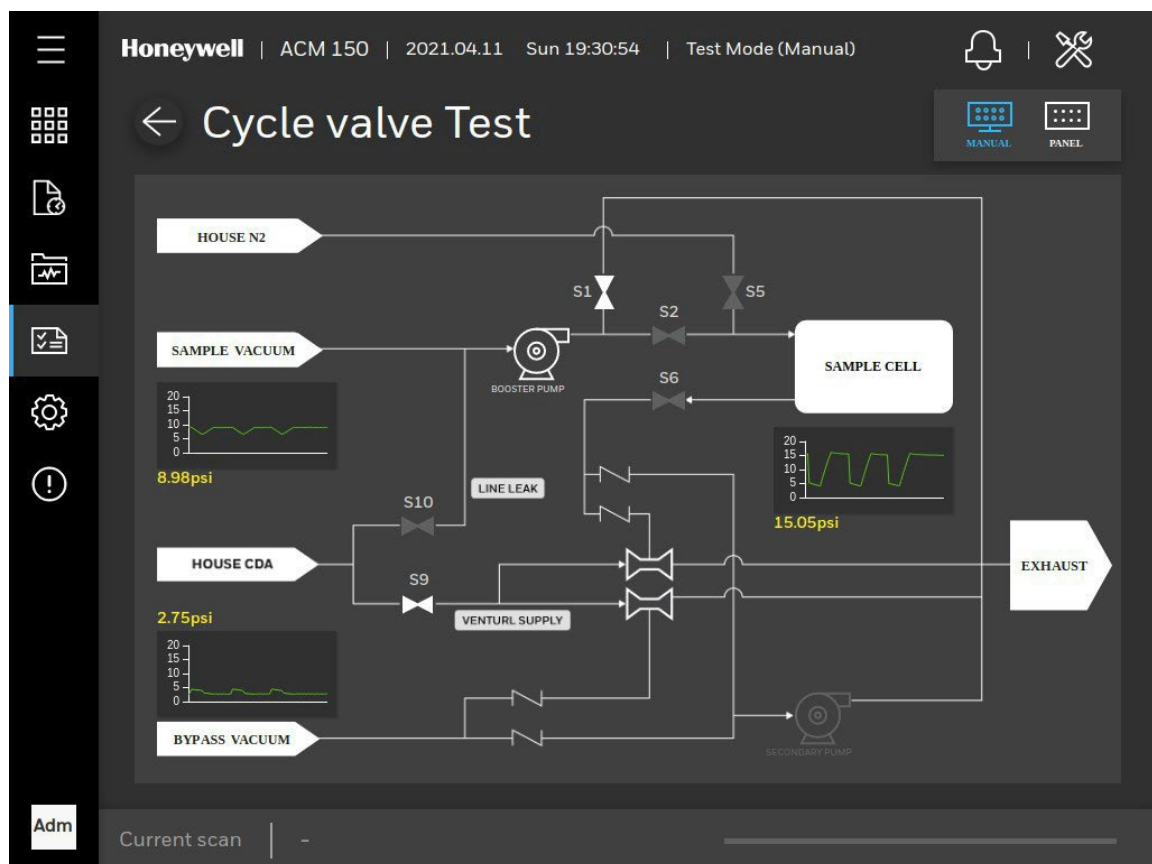 Honeywell | ACM 150 | 2021.04.11 Sun 19:30:54 | Test Mode (Manual)
Cycle valve Test
MANUAL
PANEL
HOUSE N2
S1
S5
S2
SAMPLE VACUUM
BOOSTER PUMP
SAMPLE CELL
S6
20
15
10
5
0
8.98psi
20
15
10
5
0
15.05psi
LINE LEAK
S10
HOUSE CDA
S9
VENTURL SUPPLY
EXHAUST
2.75psi
20
15
10
5
0
BYPASS VACUUM
SECONDARY PUMP
Adm
Current scan | -